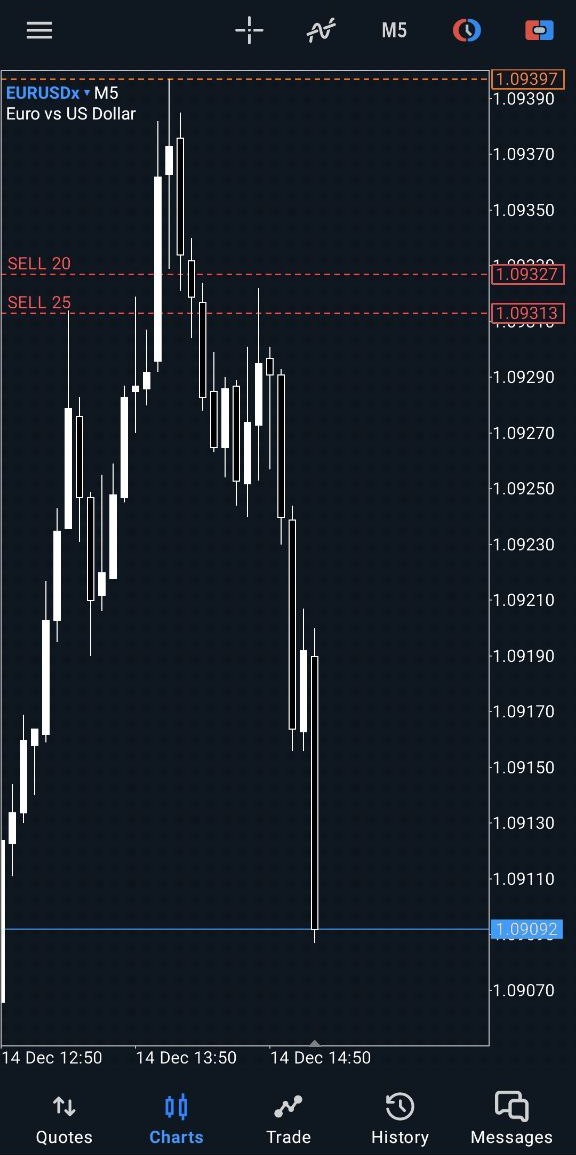 M5
1.09397
EURUSDx ▾ M5
1.09390
Euro vs US Dollar
1.09370
1.09350
SELL 20
1.09327
SELL 25
1.09313
1.09290
1.09270
1.09250
1.09230
1.09210
1.09190
1.09170
1.09150
1.09130
1.09110
1.09092
1.09070
14 Dec 12:50 14 Dec 13:50 14 Dec 14:50
Quotes Charts Trade History Messages